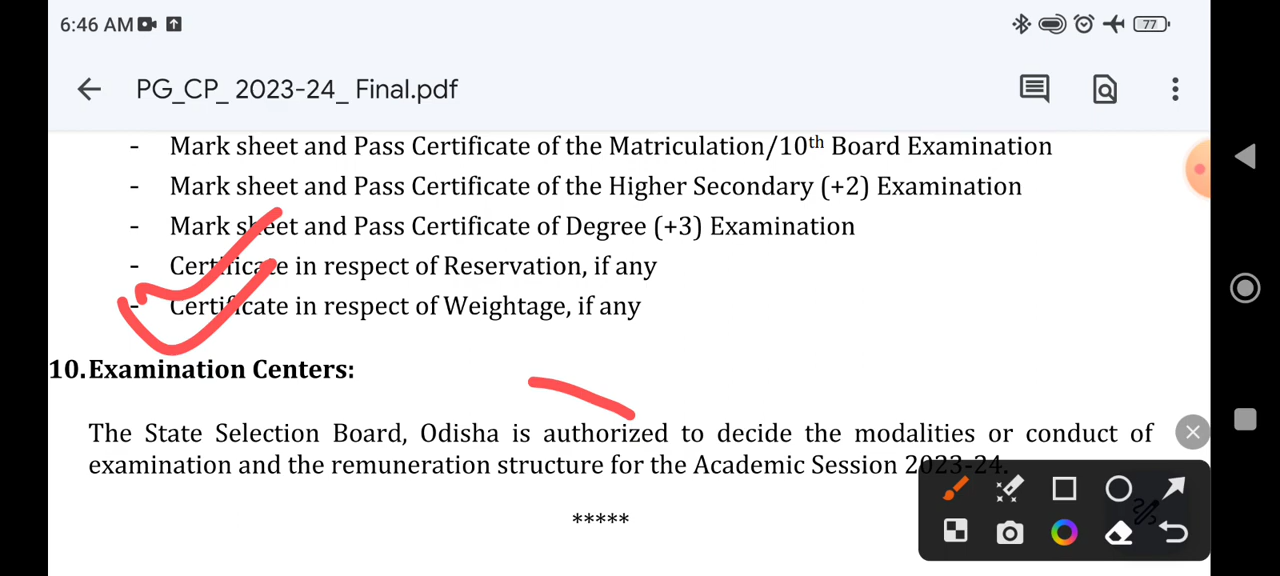 6:46 AM
77
PG_CP_ 2023-24_ Final.pdf
- Mark sheet and Pass Certificate of the Matriculation/10th Board Examination
- Mark sheet and Pass Certificate of the Higher Secondary (+2) Examination
- Mark sheet and Pass Certificate of Degree (+3) Examination
- Certificate in respect of Reservation, if any
- Certificate in respect of Weightage, if any
10. Examination Centers:
The State Selection Board, Odisha is authorized to decide the modalities or conduct of
examination and the remuneration structure for the Academic Session 2023-24.
*****